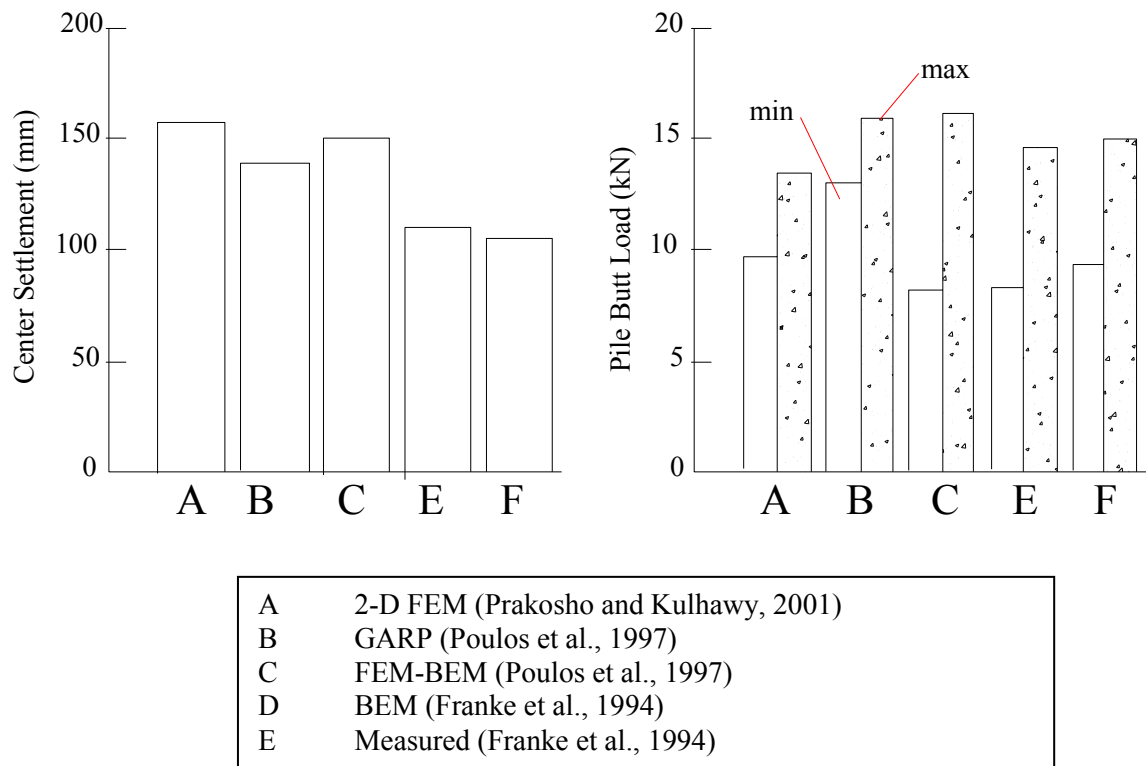 200
150
100
50
0
Center Settlement (mm)
A B C E F
20
15
10
5
0
Pile Butt Load (kN)
min
max
A B C E F
A 2-D FEM (Prakosho and Kulhawy, 2001)
B GARP (Poulos et al., 1997)
C FEM-BEM (Poulos et al., 1997)
D BEM (Franke et al., 1994)
E Measured (Franke et al., 1994)